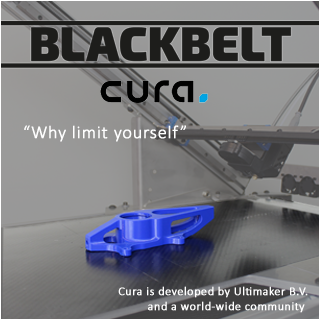 BLACKBELT
cura.
“Why limit yourself”
Cura is developed by Ultimaker B.V.
and a world-wide community